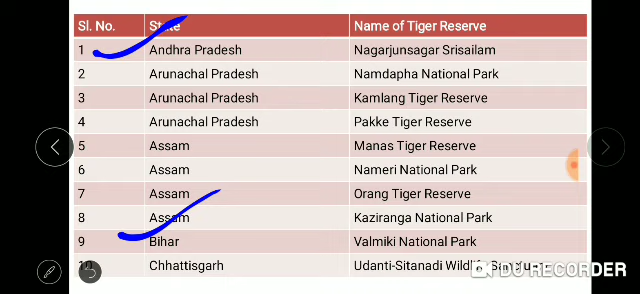 Sl. No. State Name of Tiger Reserve
1 Andhra Pradesh Nagarjunsagar Srisailam
2 Arunachal Pradesh Namdapha National Park
3 Arunachal Pradesh Kamlang Tiger Reserve
4 Arunachal Pradesh Pakke Tiger Reserve
5 Assam Manas Tiger Reserve
6 Assam Nameri National Park
7 Assam Orang Tiger Reserve
8 Assam Kaziranga National Park
9 Bihar Valmiki National Park
10 Chhattisgarh Udanti-Sitanadi
DU RECORDER